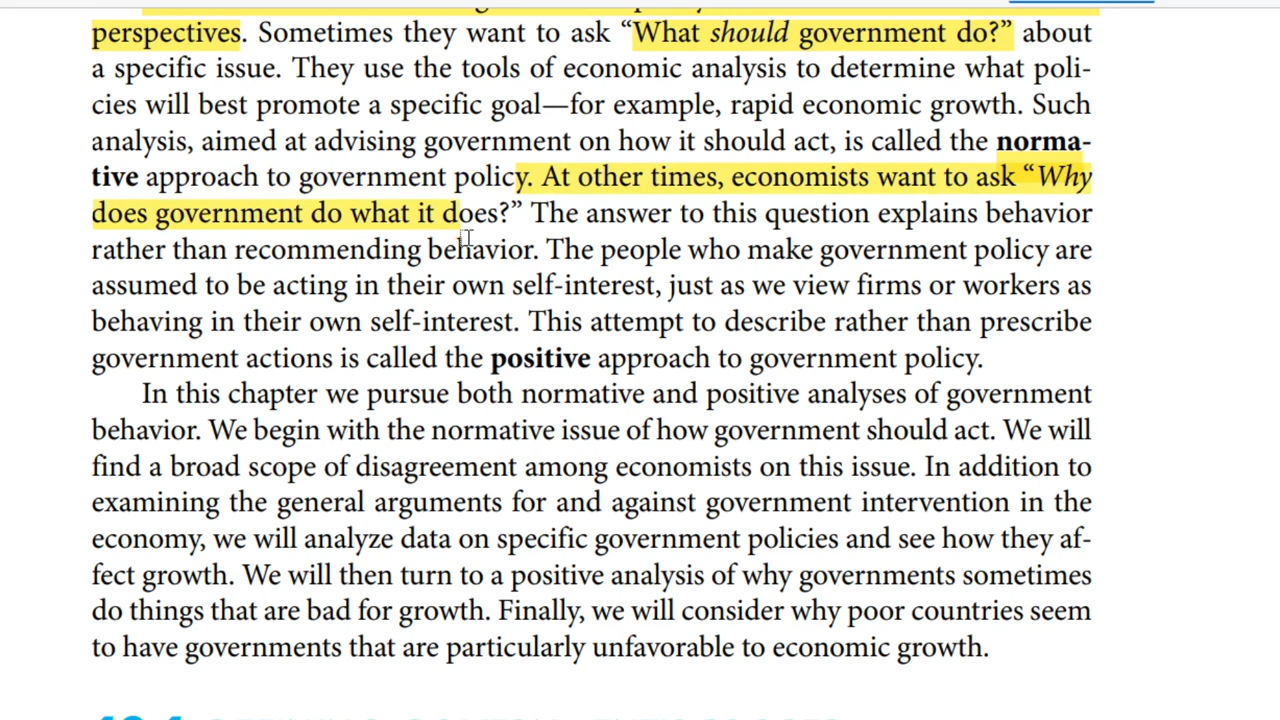 perspectives. Sometimes they want to ask “What should government do?” about
a specific issue. They use the tools of economic analysis to determine what poli-
cies will best promote a specific goal—for example, rapid economic growth. Such
analysis, aimed at advising government on how it should act, is called the norma-
tive approach to government policy. At other times, economists want to ask “Why
does government do what it does?” The answer to this question explains behavior
rather than recommending behavior. The people who make government policy are
assumed to be acting in their own self-interest, just as we view firms or workers as
behaving in their own self-interest. This attempt to describe rather than prescribe
government actions is called the positive approach to government policy.
In this chapter we pursue both normative and positive analyses of government
behavior. We begin with the normative issue of how government should act. We will
find a broad scope of disagreement among economists on this issue. In addition to
examining the general arguments for and against government intervention in the
economy, we will analyze data on specific government policies and see how they af-
fect growth. We will then turn to a positive analysis of why governments sometimes
do things that are bad for growth. Finally, we will consider why poor countries seem
to have governments that are particularly unfavorable to economic growth.